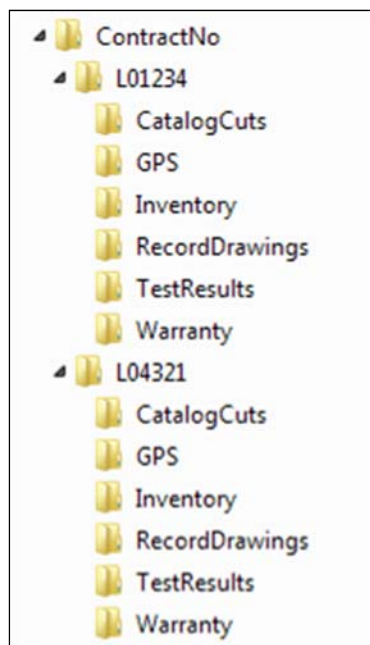 ContractNo
L01234
CatalogCuts
GPS
Inventory
RecordDrawings
TestResults
Warranty
L04321
CatalogCuts
GPS
Inventory
RecordDrawings
TestResults
Warranty